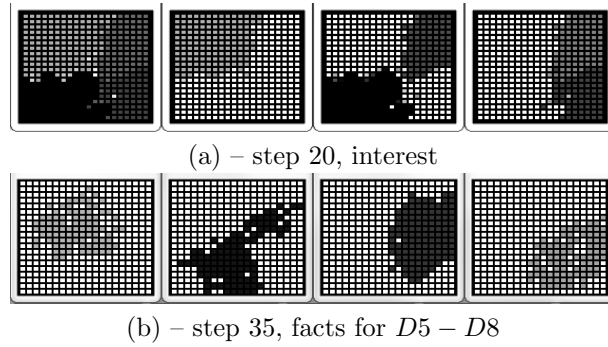 (a) – step 20, interest
(b) – step 35, facts for D5 – D8